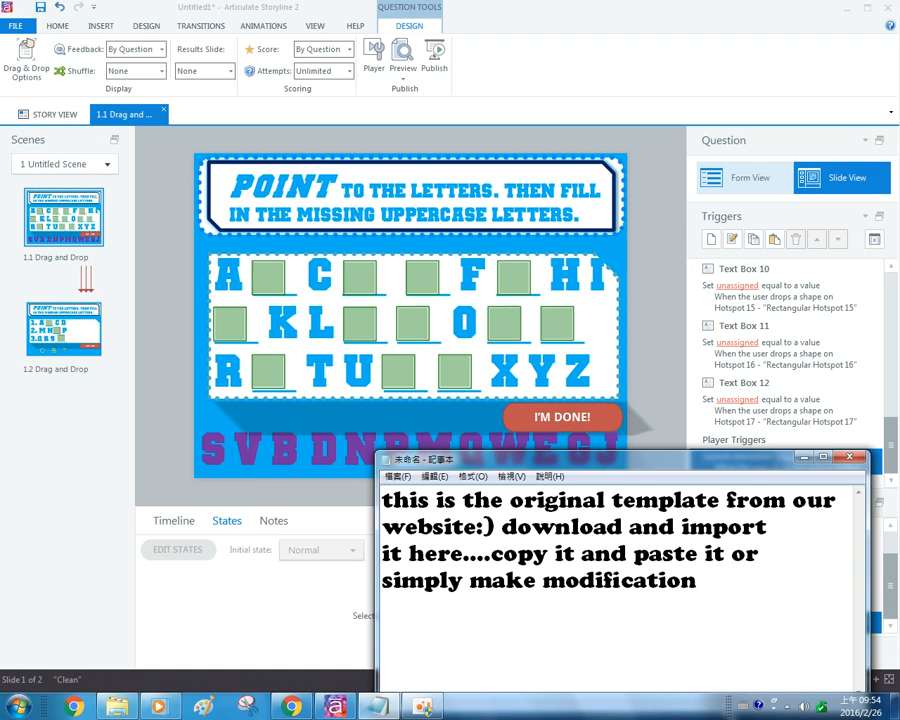 Untitled1* - Articulate Storyline 2
QUESTION TOOLS
FILE HOME INSERT DESIGN TRANSITIONS ANIMATIONS VIEW HELP DESIGN
Drag & Drop Options
Feedback: By Question
Shuffle: None
Display
Results Slide:
None
Score: By Question
Attempts: Unlimited
Scoring
Player Preview Publish
Publish
STORY VIEW
1.1 Drag and ...
Scenes
1 Untitled Scene
1.1 Drag and Drop
1.2 Drag and Drop
POINT TO THE LETTERS. THEN FILL
IN THE MISSING UPPERCASE LETTERS.
A C F H I
K L O
R T U X Y Z
I'M DONE!
S V B D N P M Q W E G J
Question
Form View
Slide View
Triggers
Text Box 10
Set unassigned equal to a value
When the user drops a shape on
Hotspot 15 - "Rectangular Hotspot 15"
Text Box 11
Set unassigned equal to a value
When the user drops a shape on
Hotspot 16 - "Rectangular Hotspot 16"
Text Box 12
Set unassigned equal to a value
When the user drops a shape on
Hotspot 17 - "Rectangular Hotspot 17"
Player Triggers
Timeline States Notes
EDIT STATES
Initial state: Normal
Selec
未命名 - 記事本
檔案(F) 編輯(E) 格式(O) 檢視(V) 說明(H)
this is the original template from our
website:) download and import
it here....copy it and paste it or
simply make modification
Slide 1 of 2 "Clean"
上午 09:54
2016/2/26